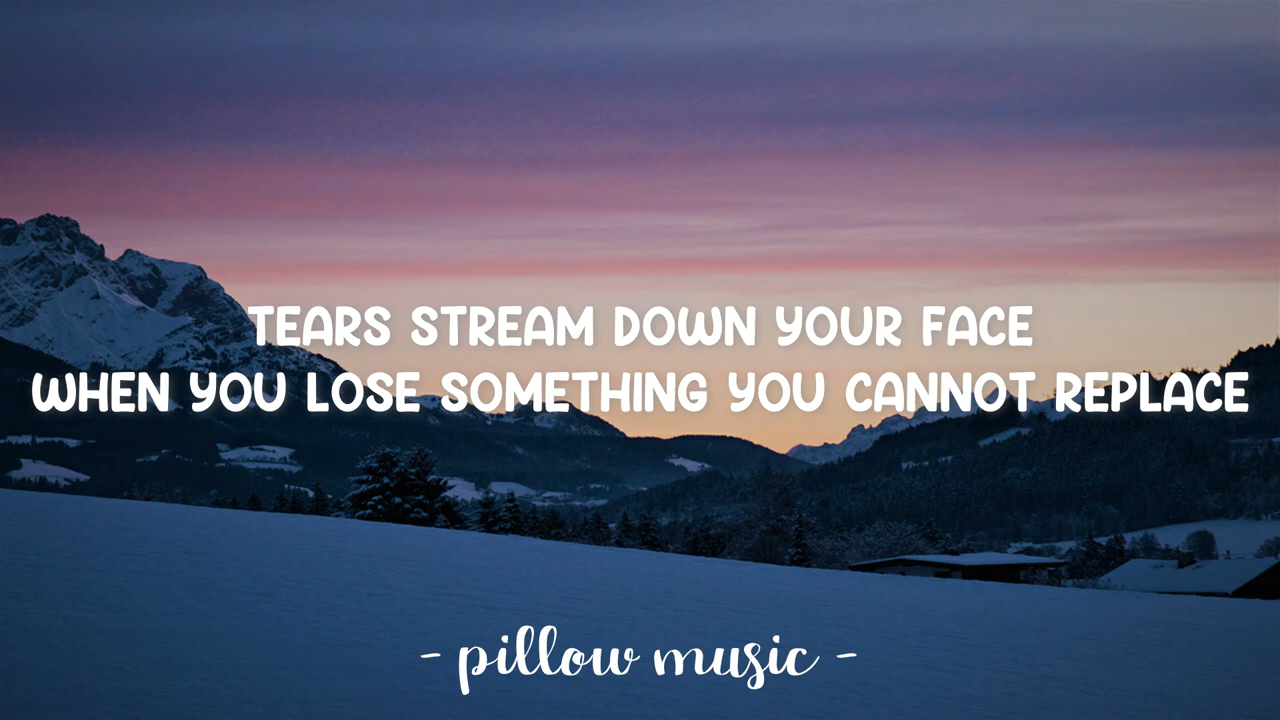 TEARS STREAM DOWN YOUR FACE
WHEN YOU LOSE SOMETHING YOU CANNOT REPLACE
- pillow music -